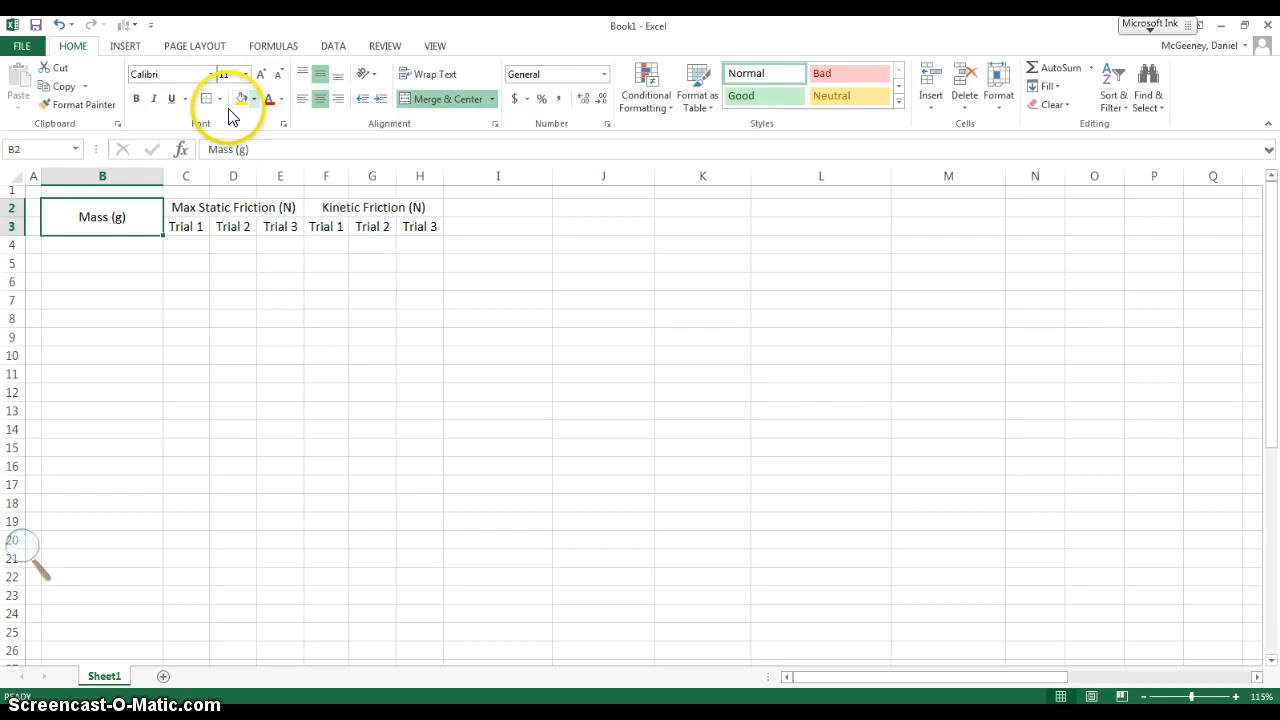 Book1 - Excel
Microsoft Ink
FILE HOME INSERT PAGE LAYOUT FORMULAS DATA REVIEW VIEW
McGeeney, Daniel
Paste
Cut
Copy
Format Painter
Clipboard
Calibri 11
B I U
Font
Wrap Text
Merge & Center
Alignment
General
$ % ,
Number
Conditional Formatting
Format as Table
Normal Bad
Good Neutral
Styles
Insert Delete Format
Cells
AutoSum
Fill
Clear
Sort & Filter
Find & Select
Editing
B2 fx Mass (g)
A B C D E F G H I J K L M N O P Q
1
2 Mass (g) Max Static Friction (N) Kinetic Friction (N)
3 Trial 1 Trial 2 Trial 3 Trial 1 Trial 2 Trial 3
4
5
6
7
8
9
10
11
12
13
14
15
16
17
18
19
20
21
22
23
24
25
26
Sheet1
115%
Screencast-O-Matic.com